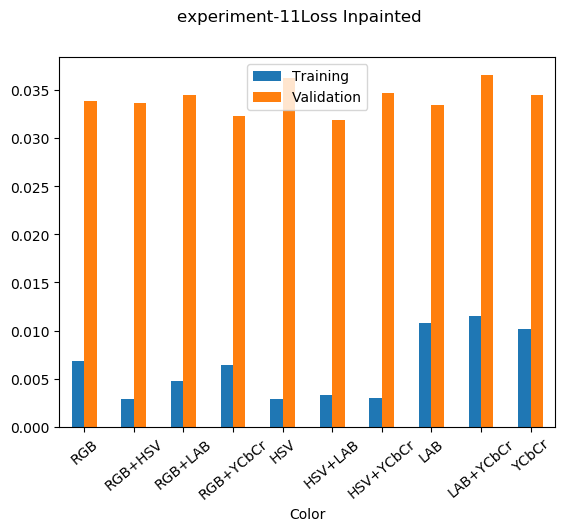 experiment-11Loss Inpainted
Training
Validation
0.035
0.030
0.025
0.020
0.015
0.010
0.005
0.000
RGB
RGB+HSV
RGB+LAB
RGB+YCbCr
HSV
HSV+LAB
HSV+YCbCr
LAB
LAB+YCbCr
YCbCr
Color